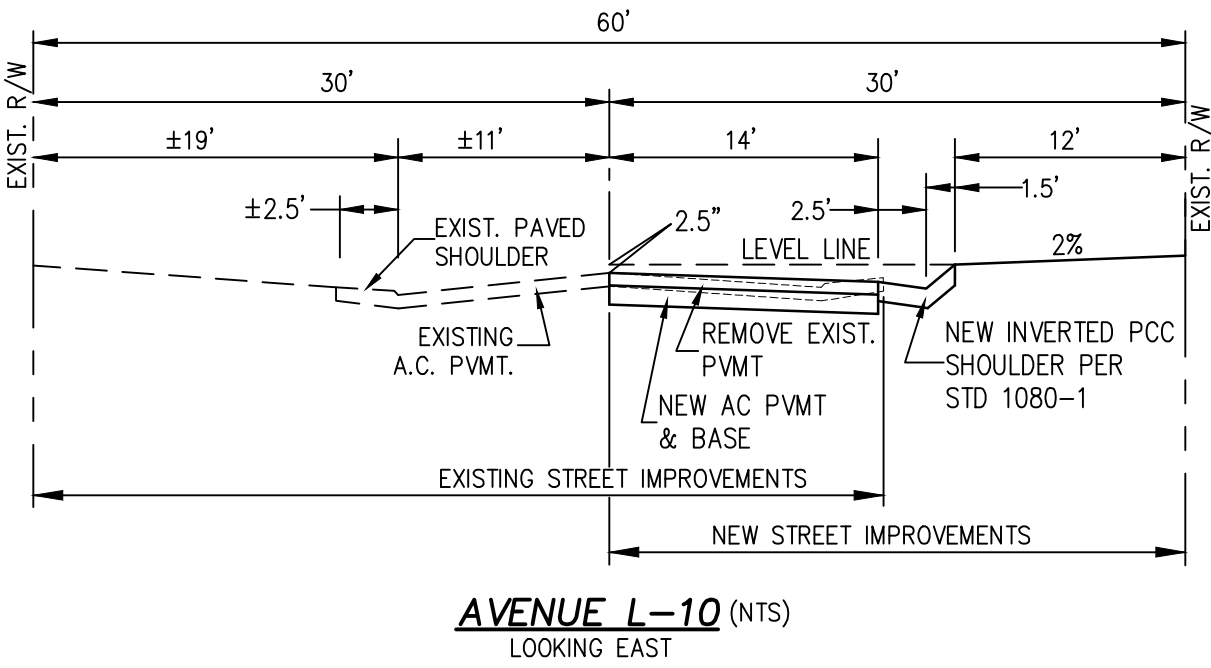 60'
30'
30'
±19'
±11'
14'
12'
EXIST. R/W
EXIST. R/W
±2.5'
2.5'
1.5'
EXIST. PAVED
SHOULDER
2.5"
LEVEL LINE
2%
EXISTING
A.C. PVMT.
REMOVE EXIST.
PVMT
NEW INVERTED PCC
SHOULDER PER
STD 1080-1
NEW AC PVMT
& BASE
EXISTING STREET IMPROVEMENTS
NEW STREET IMPROVEMENTS
AVENUE L-10 (NTS)
LOOKING EAST